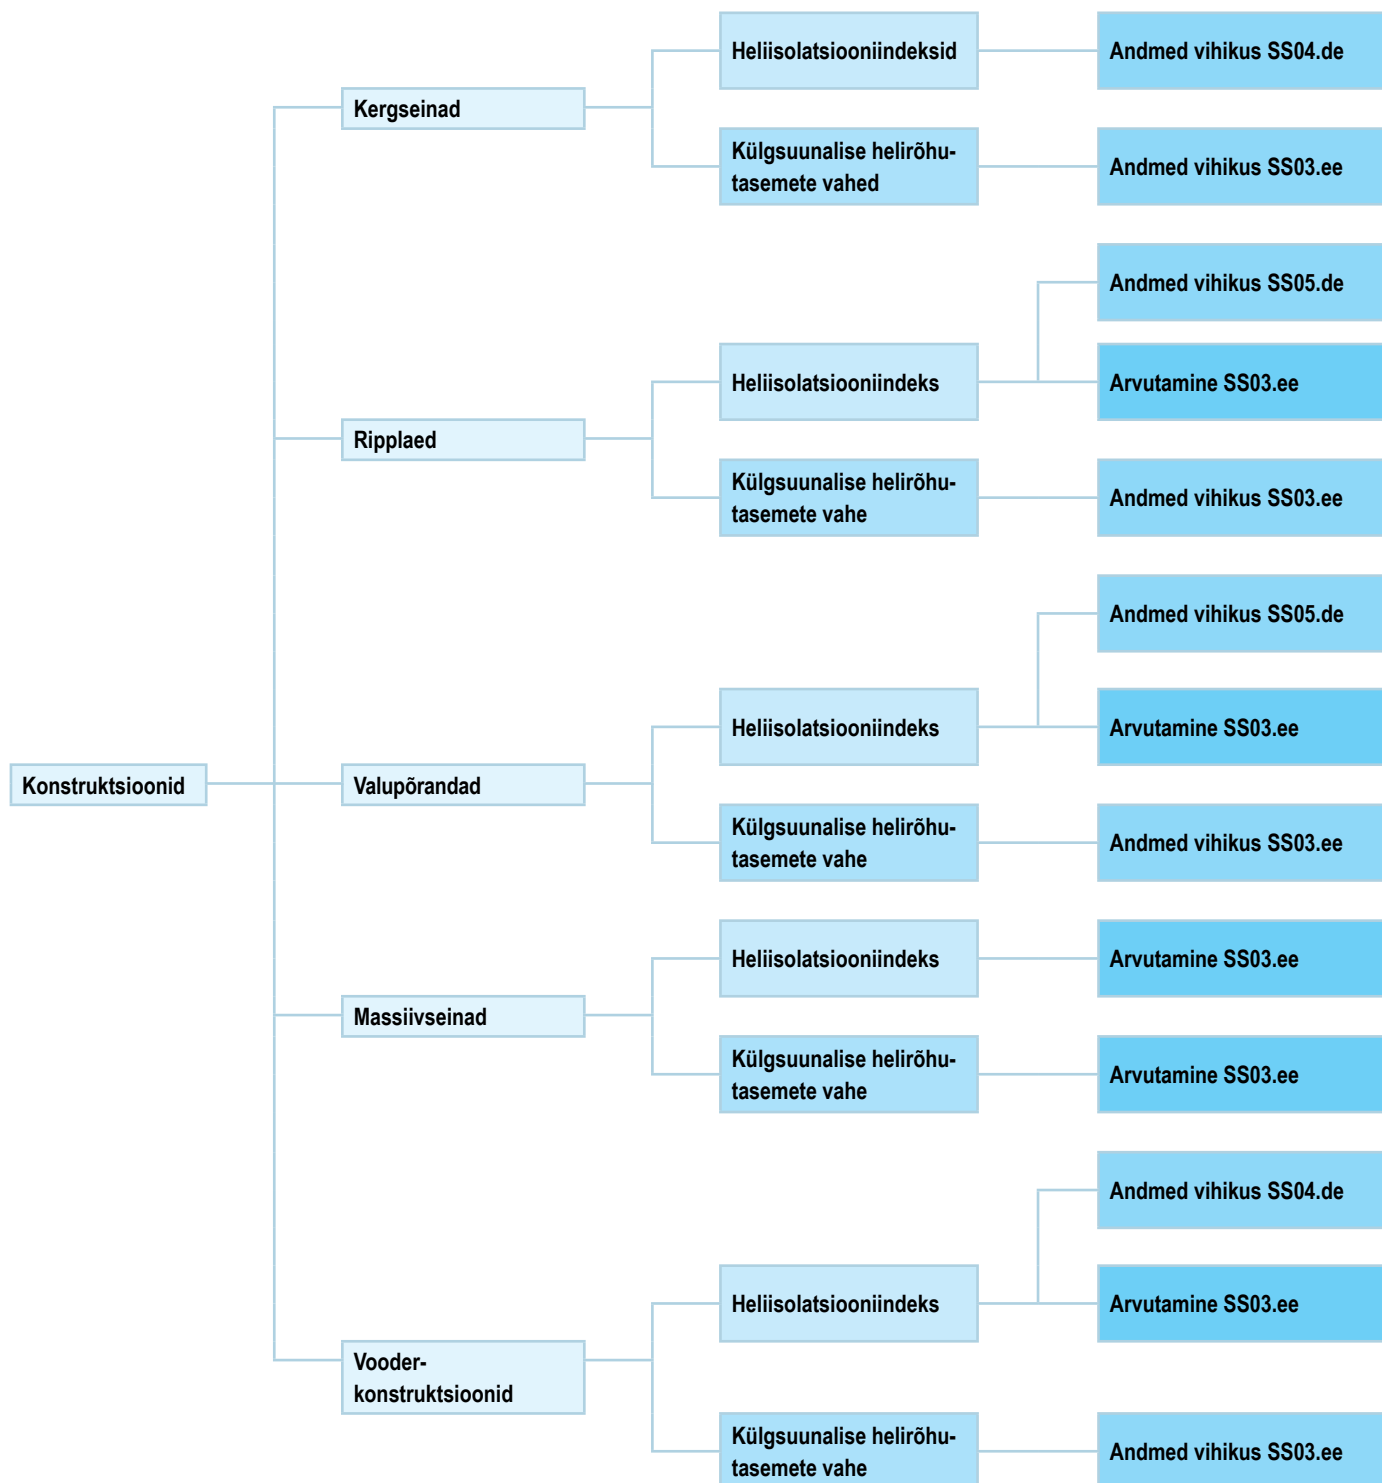 Heliisolatsiooniindeksid
Andmed vihikus SS04.de
Kergseinad
Külgsuunalise helirõhu-
tasemete vahed
Andmed vihikus SS03.ee
Andmed vihikus SS05.de
Heliisolatsiooniindeks
Arvutamine SS03.ee
Ripplaed
Külgsuunalise helirõhu-
tasemete vahe
Andmed vihikus SS03.ee
Andmed vihikus SS05.de
Heliisolatsiooniindeks
Arvutamine SS03.ee
Konstruktsioonid
Valupõrandad
Külgsuunalise helirõhu-
tasemete vahe
Andmed vihikus SS03.ee
Heliisolatsiooniindeks
Arvutamine SS03.ee
Massiivseinad
Külgsuunalise helirõhu-
tasemete vahe
Arvutamine SS03.ee
Andmed vihikus SS04.de
Heliisolatsiooniindeks
Arvutamine SS03.ee
Vooder-
konstruktsioonid
Külgsuunalise helirõhu-
tasemete vahe
Andmed vihikus SS03.ee